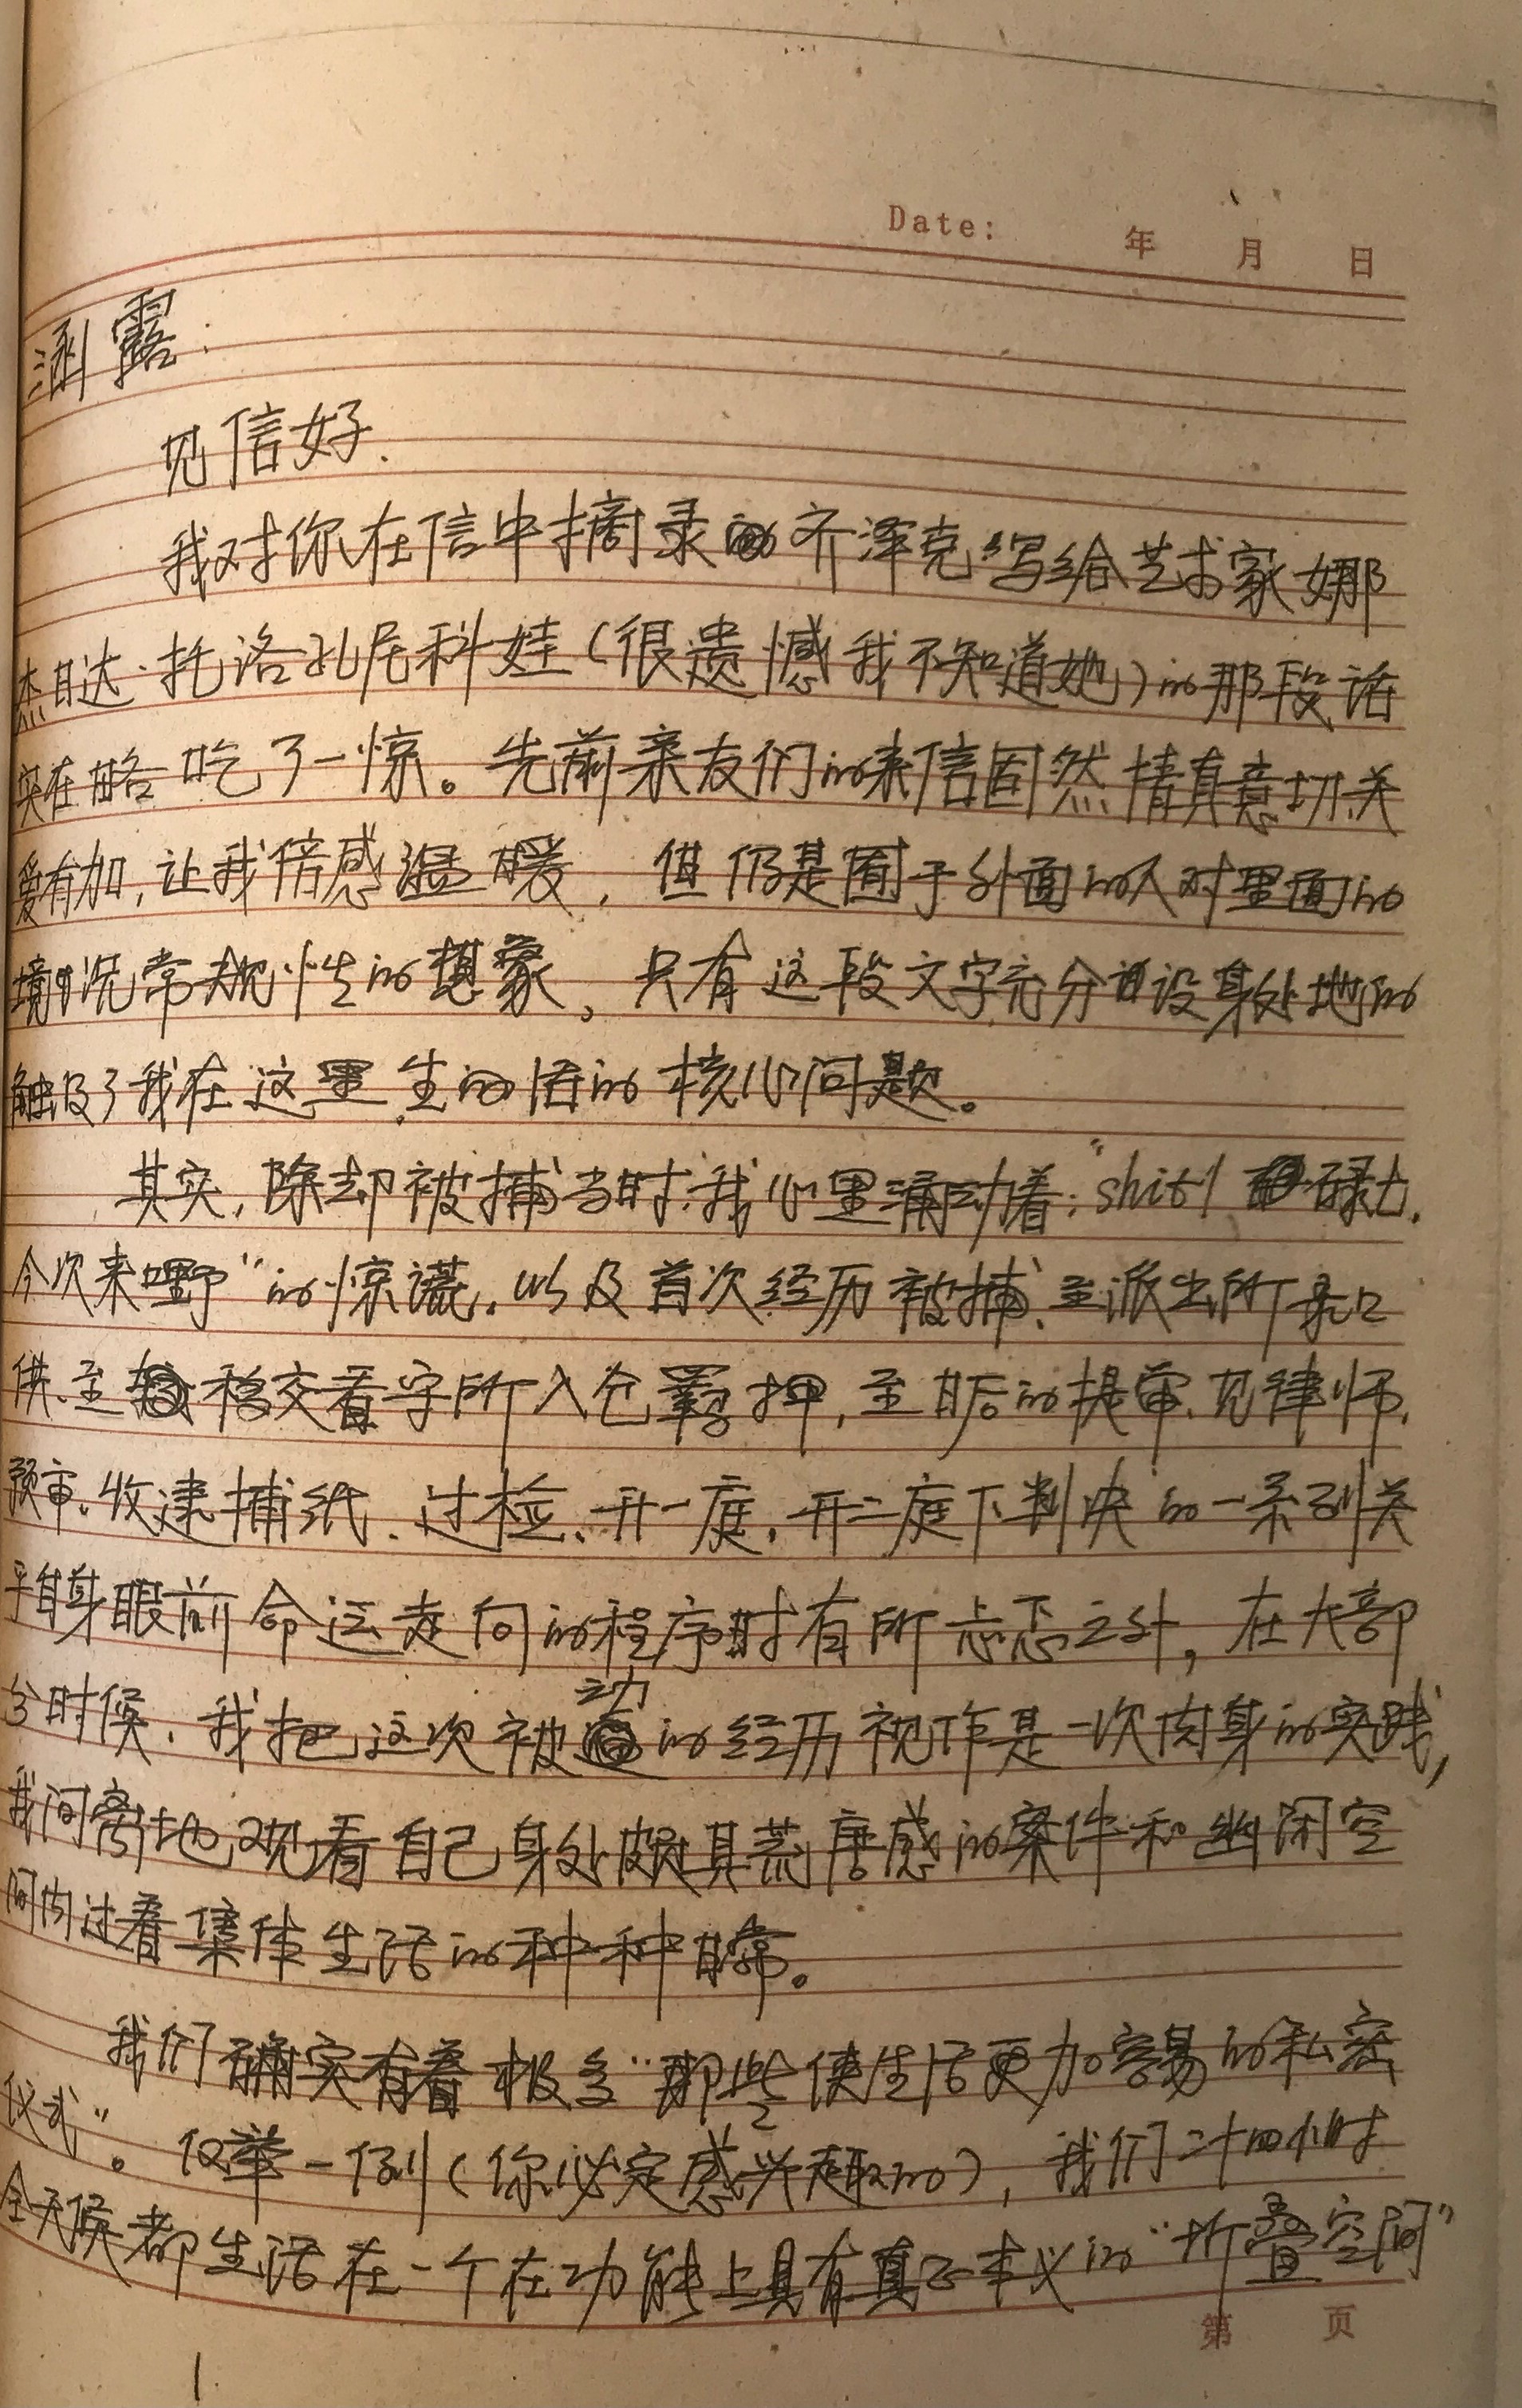 Date: 年 月 日
涵露:
见信好.
我对你在信中摘录的齐泽克写给艺术家娜
杰日达·托洛孔尼科娃(很遗憾我不知道她)的那段话
实在略吃了一惊。先前亲友们的来信固然情真意切,关
爱有加,让我倍感温暖,但仍是囿于外面的人对里面的
境况常规性的想象,只有这段文字充分设身处地的
触及了我在这里生活的核心问题。
其实,除却被捕当时,我心里涌动着:"shit!碌七,
今次来嘢"的惊谎,以及首次经历被捕、至派出所录口
供、至移交看守所入仓羁押,至其后的提审、见律师,
预审、收逮捕纸、过检、开一庭,开二庭下判决的一系列关
乎自身眼前命运走向的程序时有所忐忑之外,在大部
分时候,我把这次被动的经历视作是一次肉身的实践,
我间离地观看自己身处颇具荒唐感的案件和幽闭空
间内过着集体生活的种种日常。
我们确实有着极多"那些使生活更加容易的私密
仪式"。仅举一例(你必定感兴趣的),我们二十四小时
全天候都生活在一个在功能上具有真正本义的"折叠空间"
第 页
1